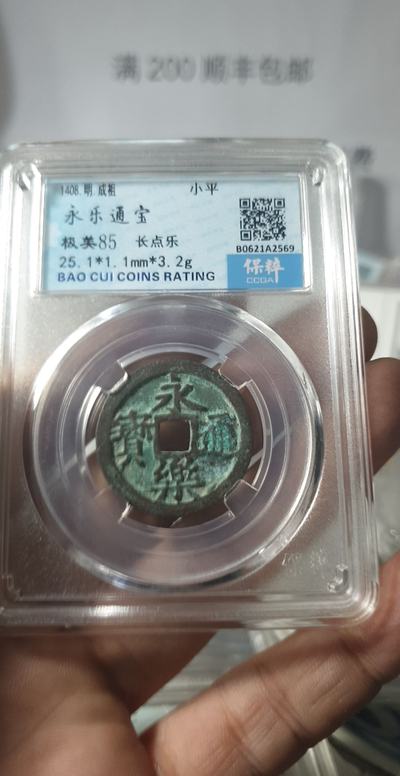 满 200 顺丰包邮
1408.明.成祖 小平
永乐通宝
极美85 长点乐
B0621A2569
25.1*1.1mm*3.2g
BAO CUI COINS RATING
保粹
CCGA
永樂通寶